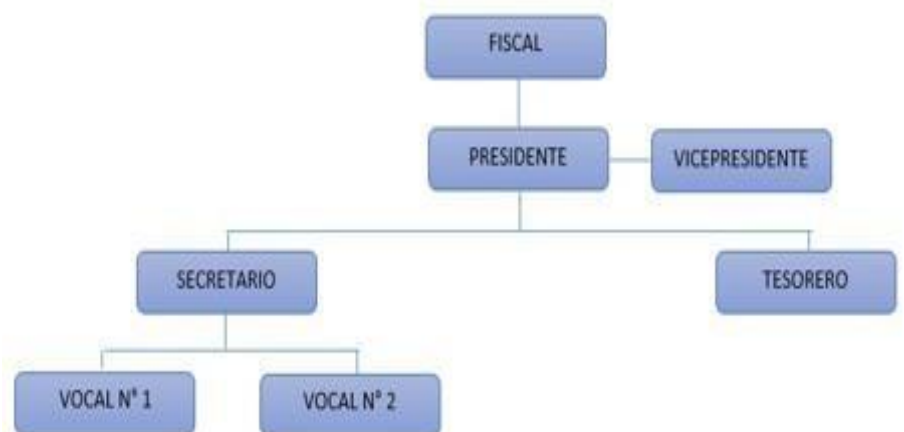 FISCAL
PRESIDENTE
VICEPRESIDENTE
SECRETARIO
TESORERO
VOCAL N° 1
VOCAL N° 2